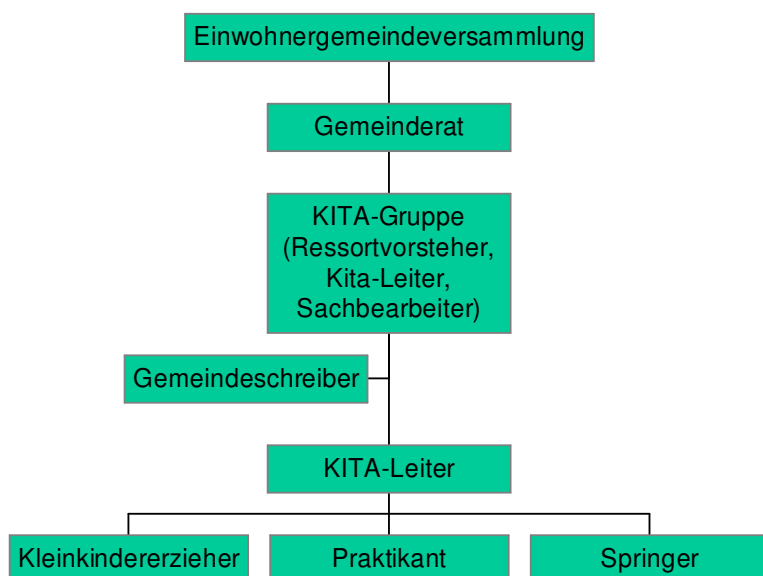 Einwohnergemeindeversammlung
Gemeinderat
KITA-Gruppe
(Ressortvorsteher,
Kita-Leiter,
Sachbearbeiter)
Gemeindeschreiber
KITA-Leiter
Kleinkindererzieher
Praktikant
Springer